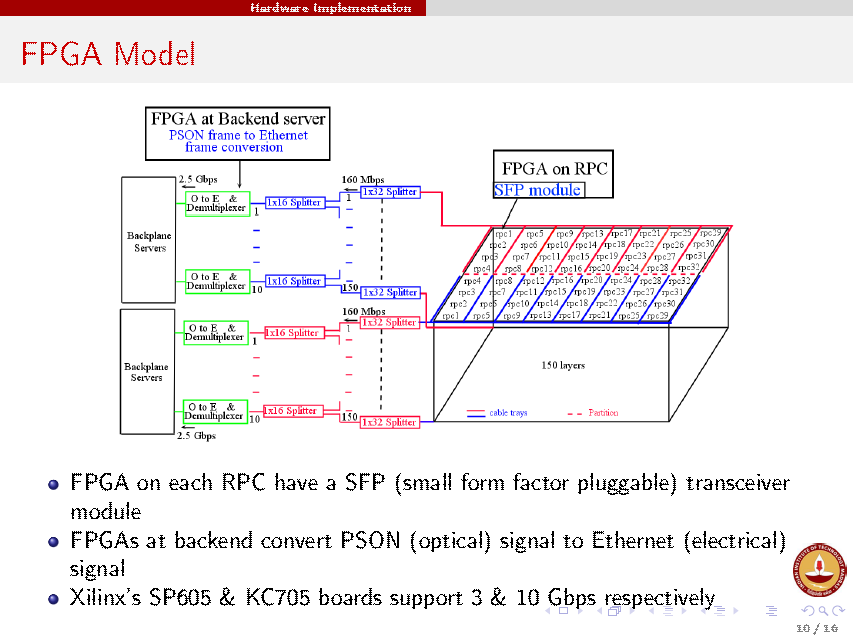 Hardware Implementation
FPGA Model
FPGA at Backend server
PSON frame to Ethernet
frame conversion
FPGA on RPC
SFP module
2.5 Gbps
160 Mbps
Backplane
Servers
O to E &
Demultiplexer
1
1x16 Splitter
1
1x32 Splitter
O to E &
Demultiplexer
10
1x16 Splitter
150
1x32 Splitter
160 Mbps
Backplane
Servers
O to E &
Demultiplexer
1
1x16 Splitter
1
1x32 Splitter
O to E &
Demultiplexer
10
1x16 Splitter
150
1x32 Splitter
2.5 Gbps
rpc1 rpc5 rpc9 rpc13 rpc17 rpc21 rpc25 rpc29
rpc2 rpc6 rpc10 rpc14 rpc18 rpc22 rpc26 rpc30
rpc3 rpc7 rpc11 rpc15 rpc19 rpc23 rpc27 rpc31
rpc4 rpc8 rpc12 rpc16 rpc20 rpc24 rpc28 rpc32
rpc4 rpc8 rpc12 rpc16 rpc20 rpc24 rpc28 rpc32
rpc3 rpc7 rpc11 rpc15 rpc19 rpc23 rpc27 rpc31
rpc2 rpc6 rpc10 rpc14 rpc18 rpc22 rpc26 rpc30
rpc1 rpc5 rpc9 rpc13 rpc17 rpc21 rpc25 rpc29
150 layers
cable trays
Partition
FPGA on each RPC have a SFP (small form factor pluggable) transceiver
module
FPGAs at backend convert PSON (optical) signal to Ethernet (electrical)
signal
Xilinx's SP605 & KC705 boards support 3 & 10 Gbps respectively
10 / 16